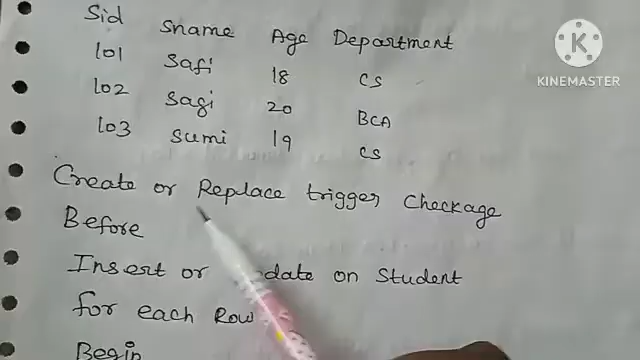 Sid Sname Age Department
101 Safi 18 CS
102 Sagi 20 BCA
103 Sumi 19 CS
Create or Replace trigger Checkage
Before
Insert or date on Student
for each Row
Begin
K
KINEMASTER